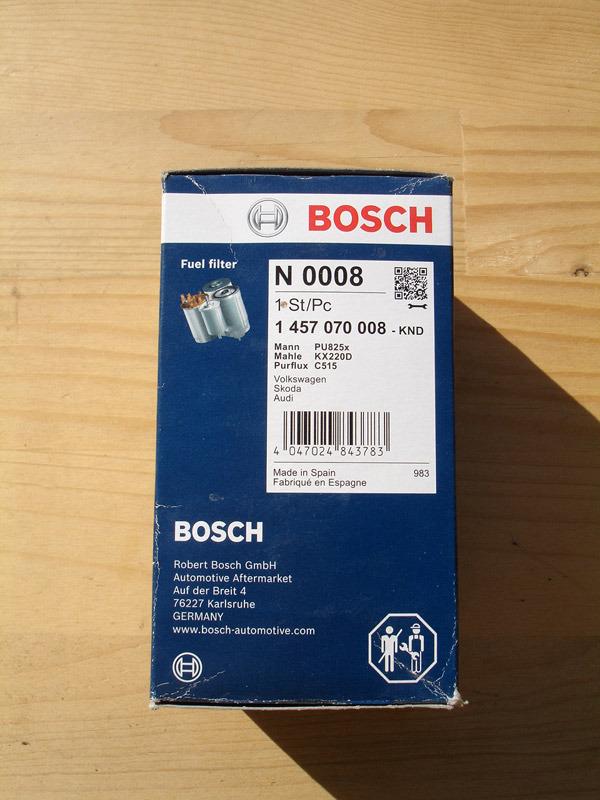 BOSCH
Fuel filter
N 0008
1 St/Pc
1 457 070 008 - KND
Mann PU825x
Mahle KX220D
Purflux C515
Volkswagen
Skoda
Audi
4 047024 843783
Made in Spain 983
Fabriqué en Espagne
BOSCH
Robert Bosch GmbH
Automotive Aftermarket
Auf der Breit 4
76227 Karlsruhe
GERMANY
www.bosch-automotive.com